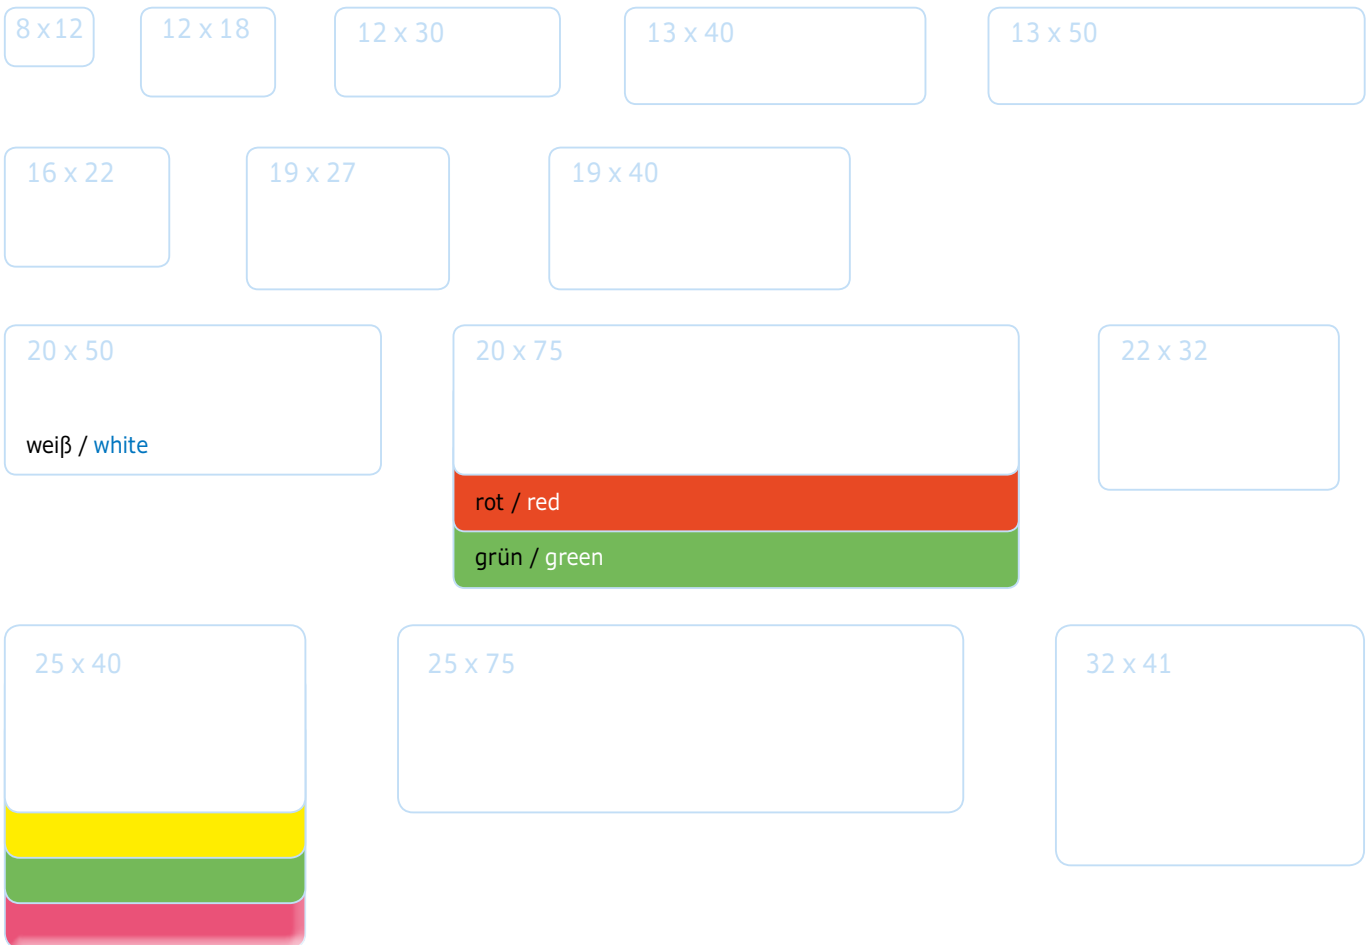 8 x 12
12 x 18
12 x 30
13 x 40
13 x 50
16 x 22
19 x 27
19 x 40
20 x 50
weiß / white
20 x 75
rot / red
grün / green
22 x 32
25 x 40
25 x 75
32 x 41